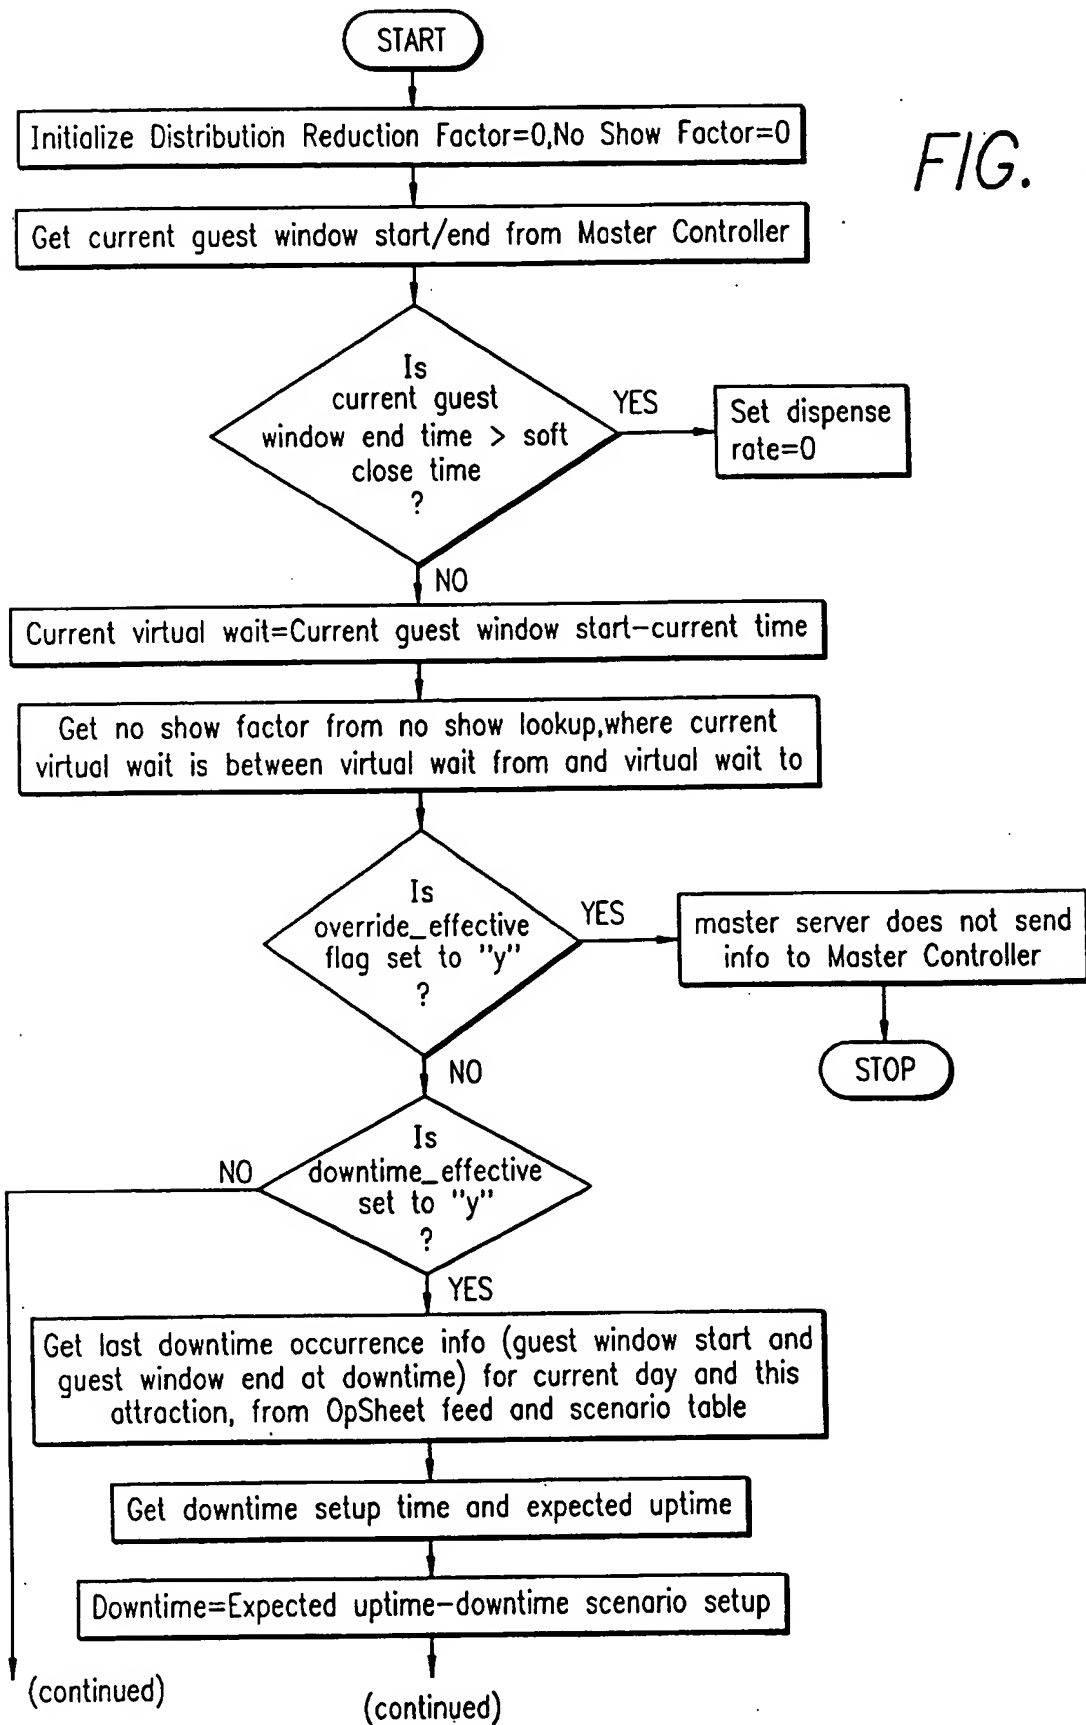 START
FIG.
Initialize Distribution Reduction Factor=0,No Show Factor=0
Get current guest window start/end from Master Controller
Is
current guest
window end time > soft
close time
?
YES
Set dispense
rate=0
NO
Current virtual wait=Current guest window start-current time
Get no show factor from no show lookup,where current
virtual wait is between virtual wait from and virtual wait to
Is
override_effective
flag set to "y"
?
YES
master server does not send
info to Master Controller
STOP
NO
Is
downtime_effective
set to "y"
?
NO
YES
Get last downtime occurrence info (guest window start and
guest window end at downtime) for current day and this
attraction, from OpSheet feed and scenario table
Get downtime setup time and expected uptime
Downtime=Expected uptime-downtime scenario setup
(continued)
(continued)